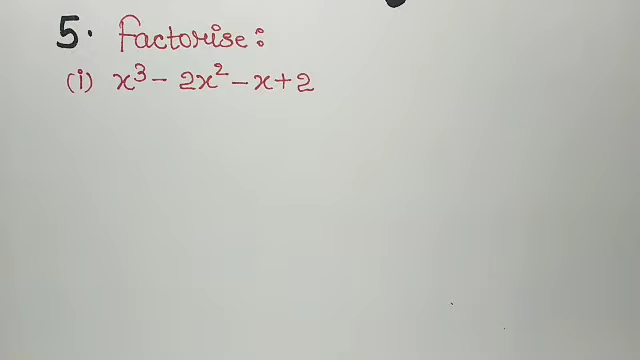 5. Factorise:
(i) x³ - 2x² - x + 2